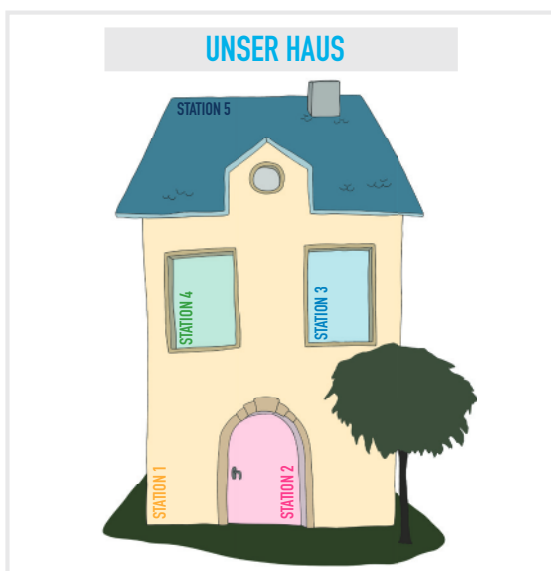 UNSER HAUS
STATION 5
STATION 4
STATION 3
STATION 1
STATION 2